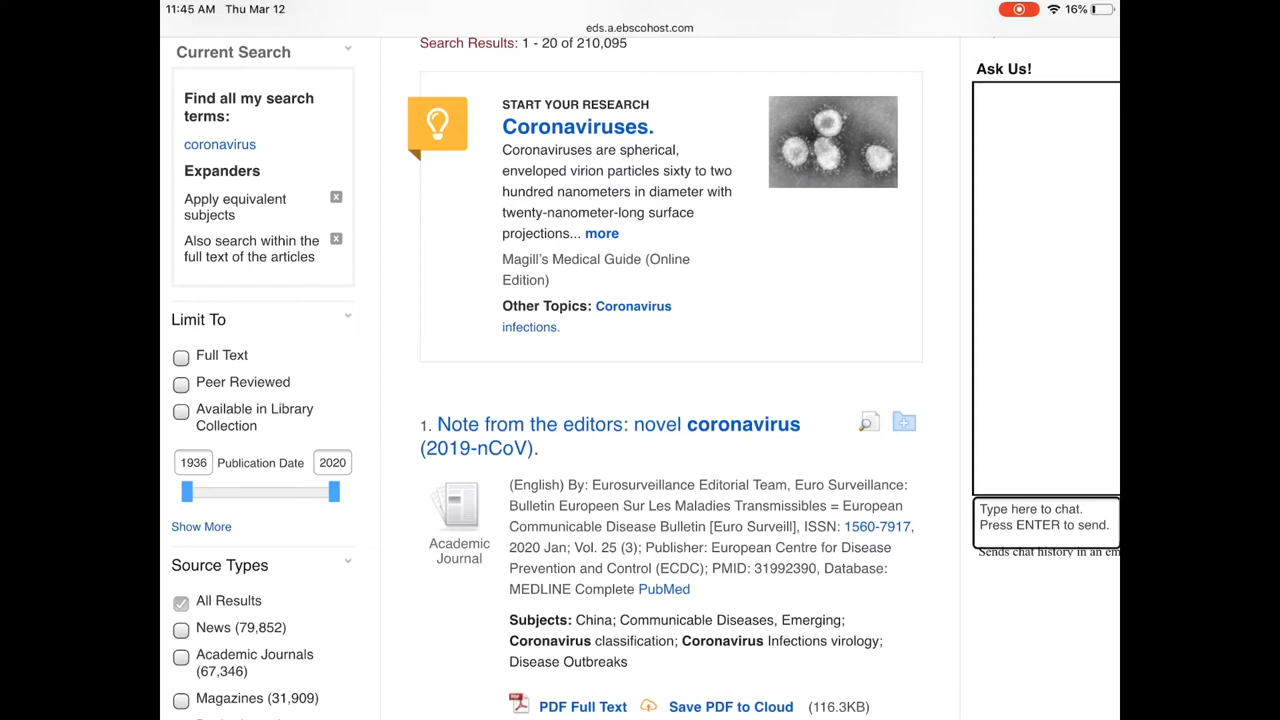 11:45 AM Thu Mar 12
16%
eds.a.ebscohost.com
Current Search
Find all my search
terms:
coronavirus
Expanders
Apply equivalent
subjects
Also search within the
full text of the articles
Limit To
Full Text
Peer Reviewed
Available in Library
Collection
1936 Publication Date 2020
Show More
Source Types
All Results
News (79,852)
Academic Journals
(67,346)
Magazines (31,909)
Search Results: 1 - 20 of 210,095
START YOUR RESEARCH
Coronaviruses.
Coronaviruses are spherical,
enveloped virion particles sixty to two
hundred nanometers in diameter with
twenty-nanometer-long surface
projections... more
Magill's Medical Guide (Online
Edition)
Other Topics: Coronavirus
infections.
1. Note from the editors: novel coronavirus
(2019-nCoV).
Academic
Journal
(English) By: Eurosurveillance Editorial Team, Euro Surveillance:
Bulletin Europeen Sur Les Maladies Transmissibles = European
Communicable Disease Bulletin [Euro Surveill], ISSN: 1560-7917,
2020 Jan; Vol. 25 (3); Publisher: European Centre for Disease
Prevention and Control (ECDC); PMID: 31992390, Database:
MEDLINE Complete PubMed
Subjects: China; Communicable Diseases, Emerging;
Coronavirus classification; Coronavirus Infections virology;
Disease Outbreaks
PDF Full Text Save PDF to Cloud (116.3KB)
Ask Us!
Type here to chat.
Press ENTER to send.
Sends chat history in an em